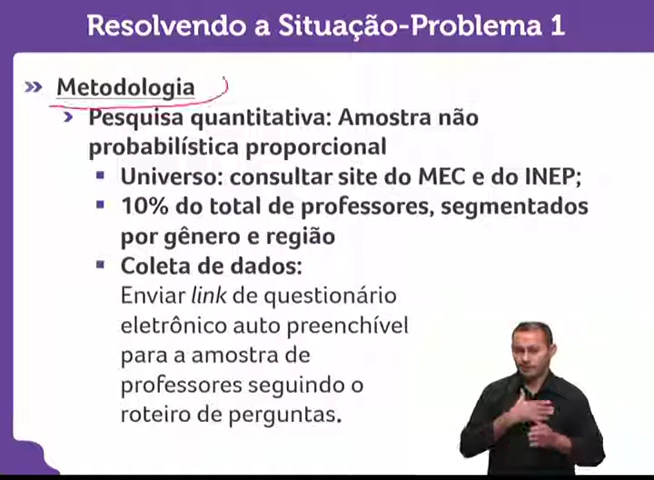 Resolvendo a Situação-Problema 1
» Metodologia
› Pesquisa quantitativa: Amostra não
probabilística proporcional
▪ Universo: consultar site do MEC e do INEP;
▪ 10% do total de professores, segmentados
por gênero e região
▪ Coleta de dados:
Enviar link de questionário
eletrônico auto preenchível
para a amostra de
professores seguindo o
roteiro de perguntas.